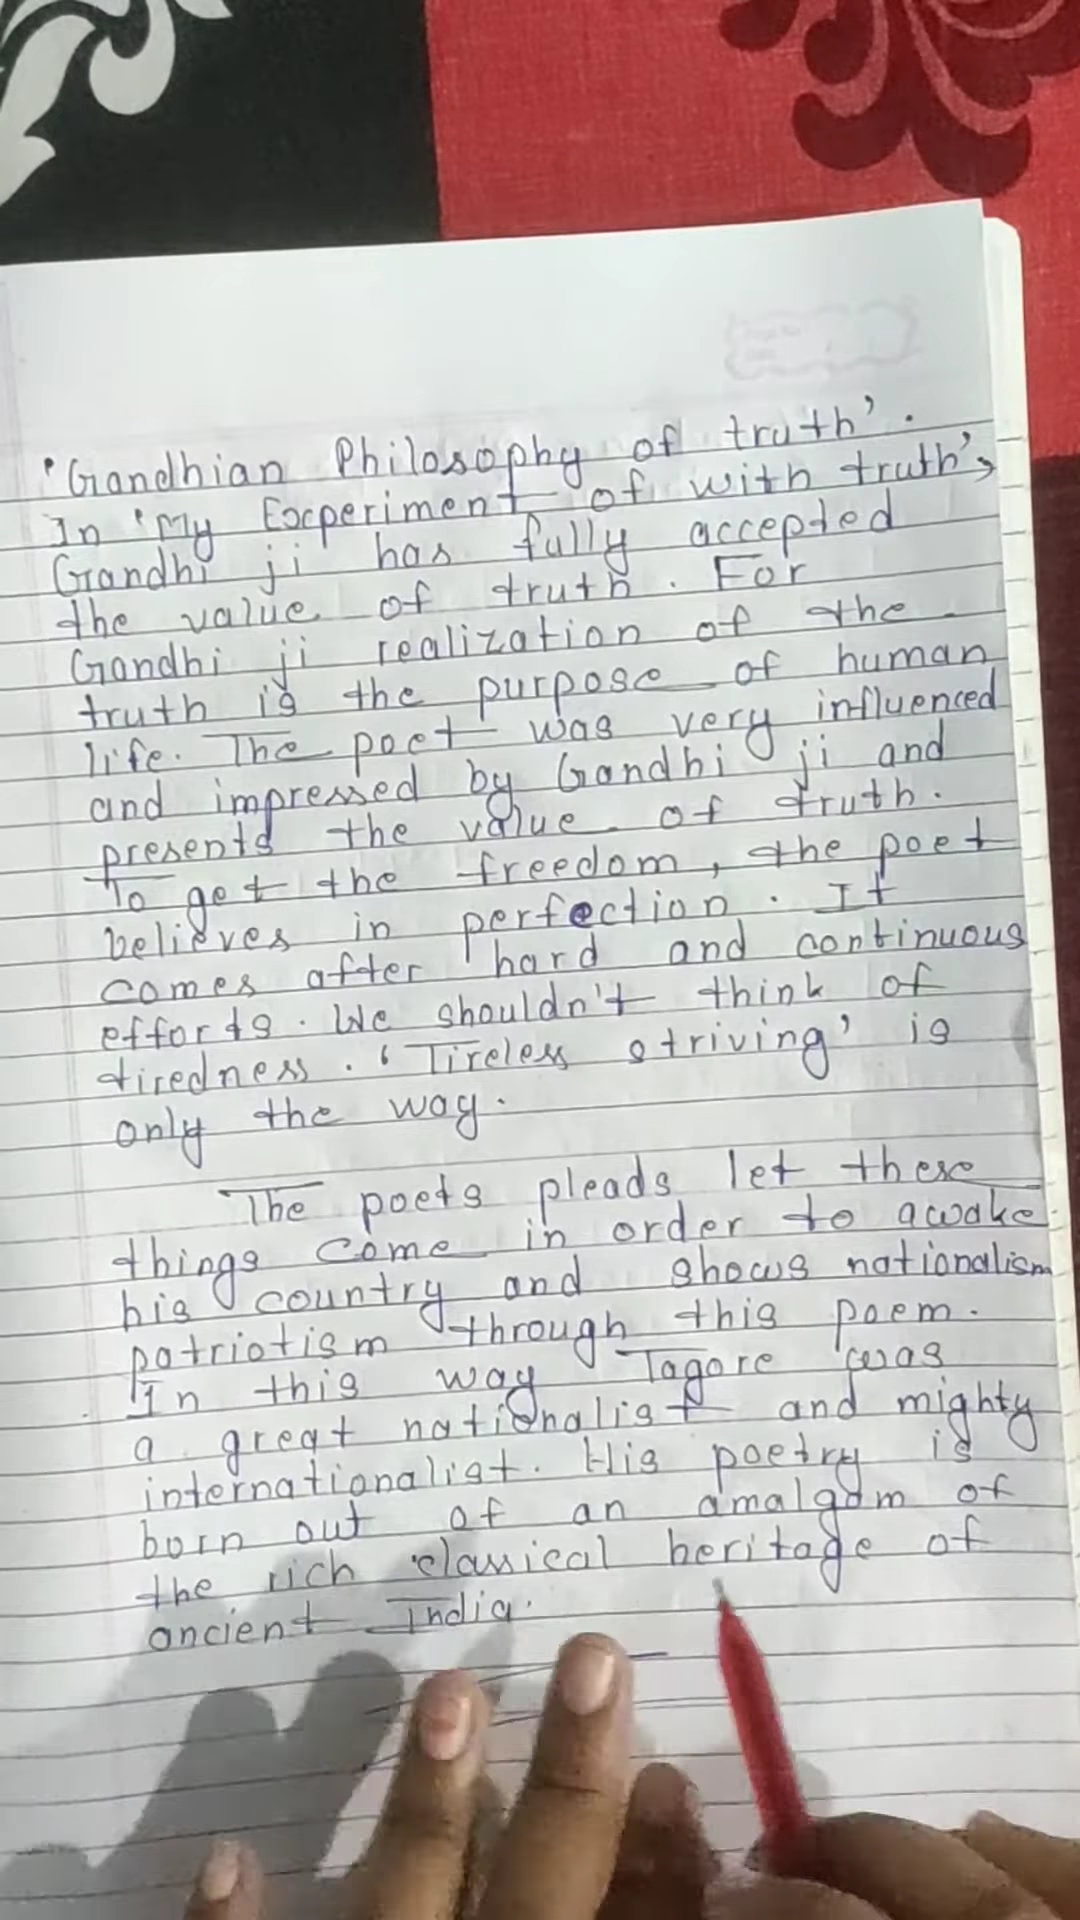 'Gandhian Philosophy of truth'.
In 'My Experiment of with truth',
Gandhi ji has fully accepted
the value of truth. For
Gandhi ji realization of the
truth is the purpose of human
life. The poet was very influenced
and impressed by Gandhi ji and
presents the value of truth.
To get the freedom, the poet
believes in perfection. It
comes after hard and continuous
efforts. We shouldn't think of
tiredness. 'Tireless striving' is
only the way.
The poets pleads let these
things come in order to awake
his country and shows nationalism
patriotism through this poem.
In this way Tagore was
a great nationalist and mighty
internationalist. His poetry is
born out of an amalgam of
the rich classical heritage of
ancient India.